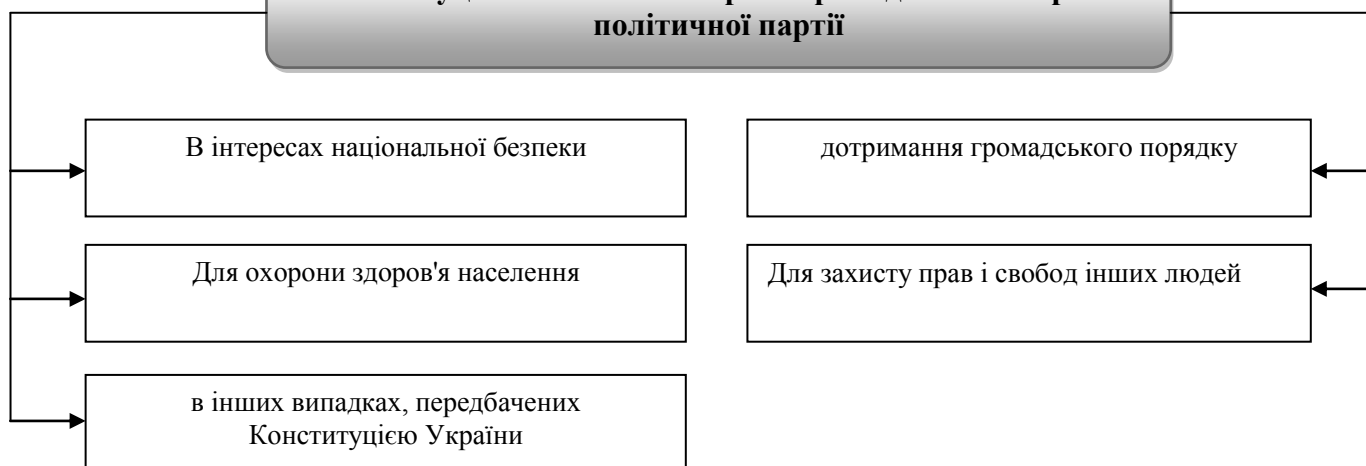 політичної партії
В інтересах національної безпеки
дотримання громадського порядку
Для охорони здоров'я населення
Для захисту прав і свобод інших людей
в інших випадках, передбачених
Конституцією України